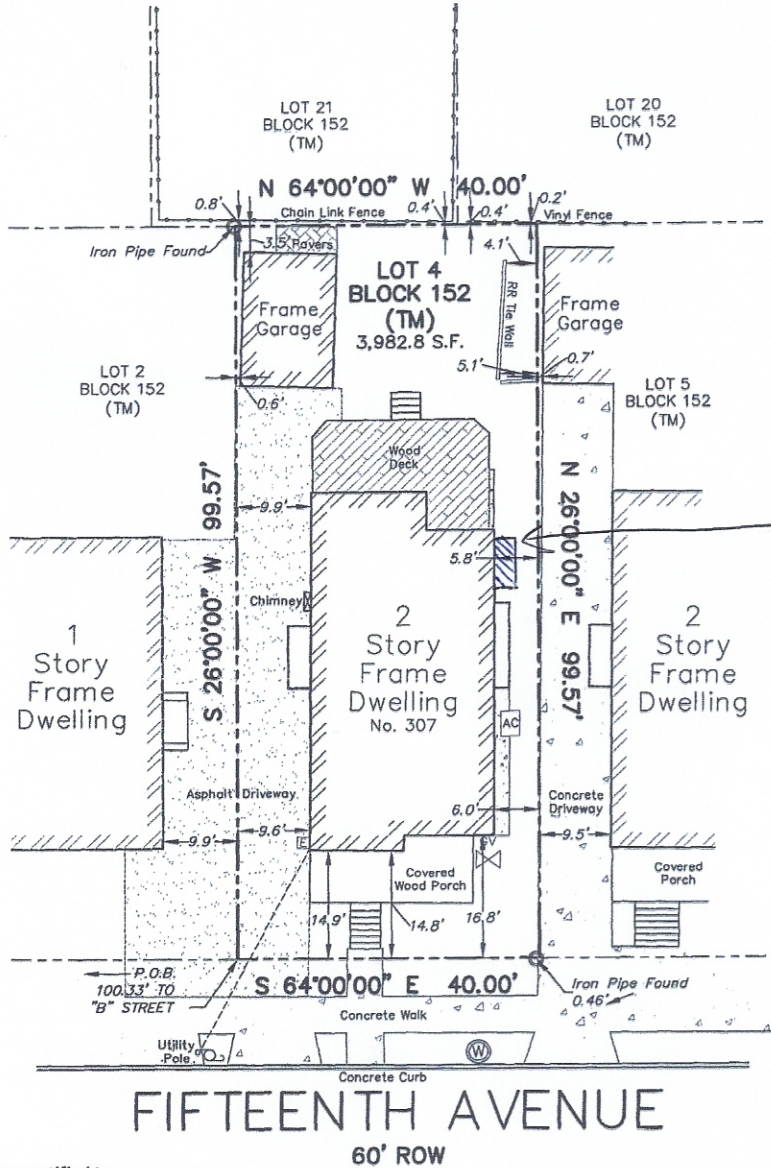 LOT 21
BLOCK 152
(TM)
LOT 20
BLOCK 152
(TM)
N 64°00'00" W 40.00'
0.8'
Chain Link Fence
0.4'
0.4'
0.2'
Vinyl Fence
Iron Pipe Found
3.5'
Pavers
4.1'
LOT 4
BLOCK 152
(TM)
3,982.8 S.F.
RR Tie Wall
Frame
Garage
Frame
Garage
LOT 2
BLOCK 152
(TM)
5.1'
0.7'
0.6'
LOT 5
BLOCK 152
(TM)
Wood
Deck
S 26°00'00" W 99.57'
N 26°00'00" E 99.57'
9.9'
5.8'
Chimney
1
Story
Frame
Dwelling
2
Story
Frame
Dwelling
No. 307
2
Story
Frame
Dwelling
AC
Asphalt Driveway
6.0'
Concrete
Driveway
9.9'
9.6'
E
GV
9.5'
Covered
Wood Porch
Covered
Porch
14.9'
14.8'
16.8'
P.O.B.
100.33' TO
"B" STREET
S 64°00'00" E 40.00'
Iron Pipe Found
0.46'
Concrete Walk
Utility
Pole
W
Concrete Curb
FIFTEENTH AVENUE
60' ROW